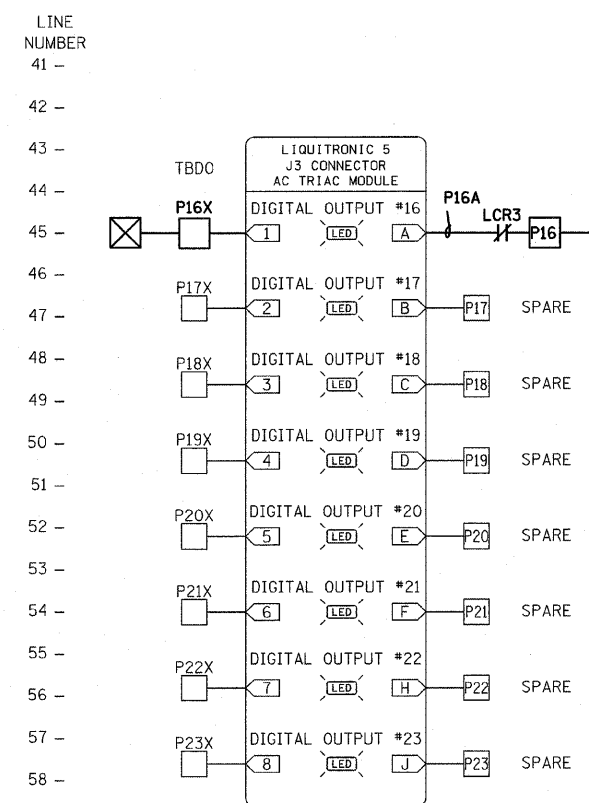 LINE
NUMBER
41 –
42 –
43 –
LIQUITRONIC 5
TBDO
J3 CONNECTOR
AC TRIAC MODULE
44 –
P16X
DIGITAL OUTPUT #16
P16A
LCR3
45 –
1
LED
A
P16
46 –
P17X
DIGITAL OUTPUT #17
47 –
2
LED
B
P17
SPARE
48 –
P18X
DIGITAL OUTPUT #18
3
LED
C
P18
SPARE
49 –
50 –
P19X
DIGITAL OUTPUT #19
4
LED
D
P19
SPARE
51 –
P20X
DIGITAL OUTPUT #20
52 –
5
LED
E
P20
SPARE
53 –
P21X
DIGITAL OUTPUT #21
54 –
6
LED
F
P21
SPARE
55 –
P22X
DIGITAL OUTPUT #22
56 –
7
LED
H
P22
SPARE
57 –
P23X
DIGITAL OUTPUT #23
8
LED
J
P23
SPARE
58 –